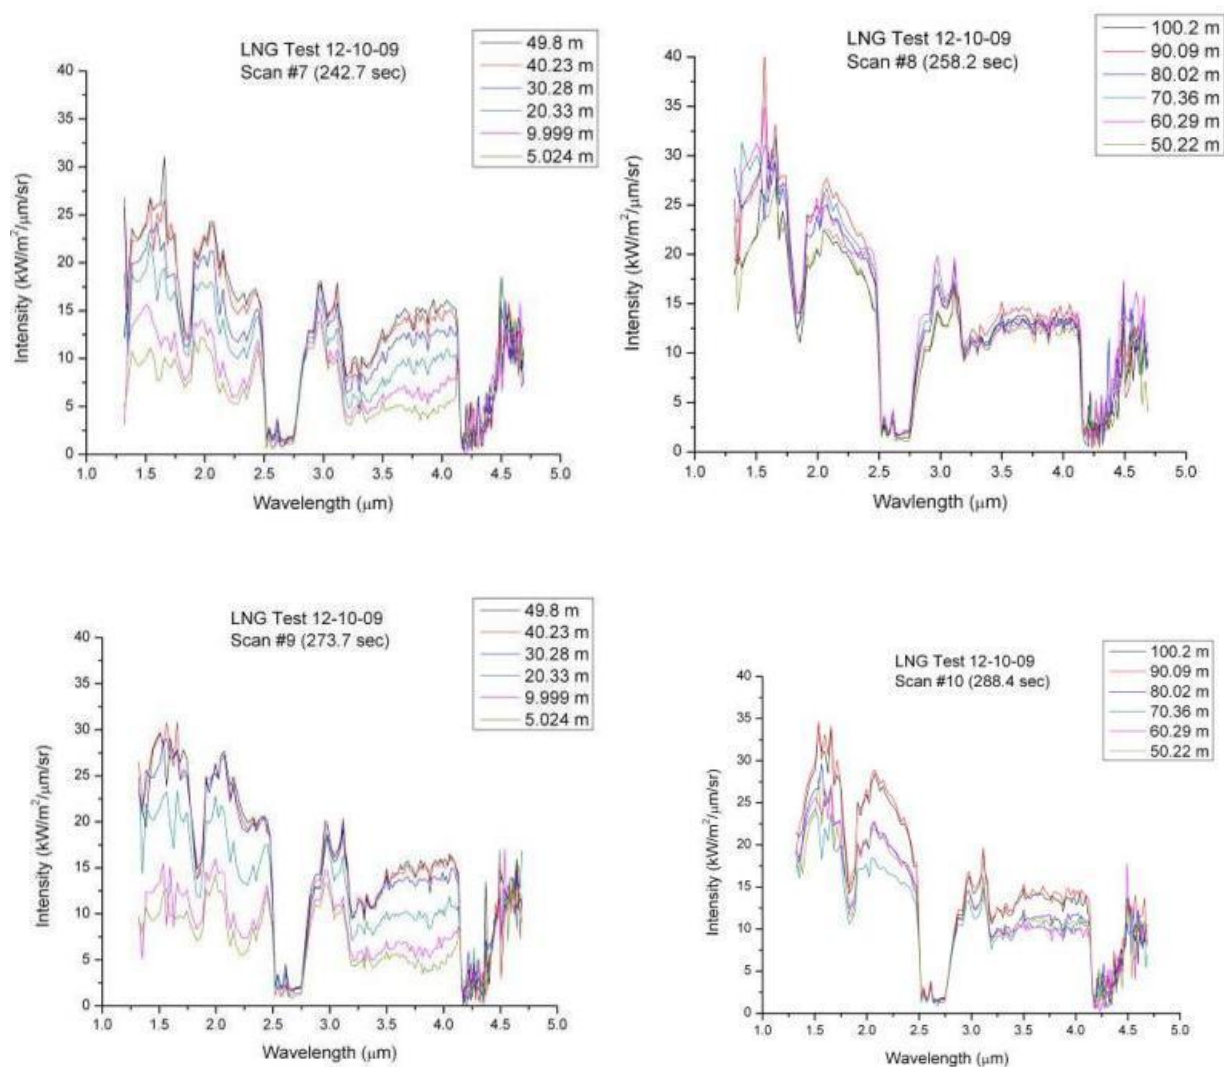 LNG Test 12-10-09
Scan #7 (242.7 sec)
49.8 m
40.23 m
30.28 m
20.33 m
9.999 m
5.024 m
Intensity (kW/m²/μm/sr)
40
35
30
25
20
15
10
5
0
1.0 1.5 2.0 2.5 3.0 3.5 4.0 4.5 5.0
Wavelength (μm)
LNG Test 12-10-09
Scan #8 (258.2 sec)
100.2 m
90.09 m
80.02 m
70.36 m
60.29 m
50.22 m
Intensity (kW/m²/μm/sr)
40
35
30
25
20
15
10
5
0
1.0 1.5 2.0 2.5 3.0 3.5 4.0 4.5 5.0
Wavelength (μm)
LNG Test 12-10-09
Scan #9 (273.7 sec)
49.8 m
40.23 m
30.28 m
20.33 m
9.999 m
5.024 m
Intensity (kW/m²/μm/sr)
40
35
30
25
20
15
10
5
0
1.0 1.5 2.0 2.5 3.0 3.5 4.0 4.5 5.0
Wavelength (μm)
LNG Test 12-10-09
Scan #10 (288.4 sec)
100.2 m
90.09 m
80.02 m
70.36 m
60.29 m
50.22 m
Intensity (kW/m²/μm/sr)
40
35
30
25
20
15
10
5
0
1.0 1.5 2.0 2.5 3.0 3.5 4.0 4.5 5.0
Wavelength (μm)